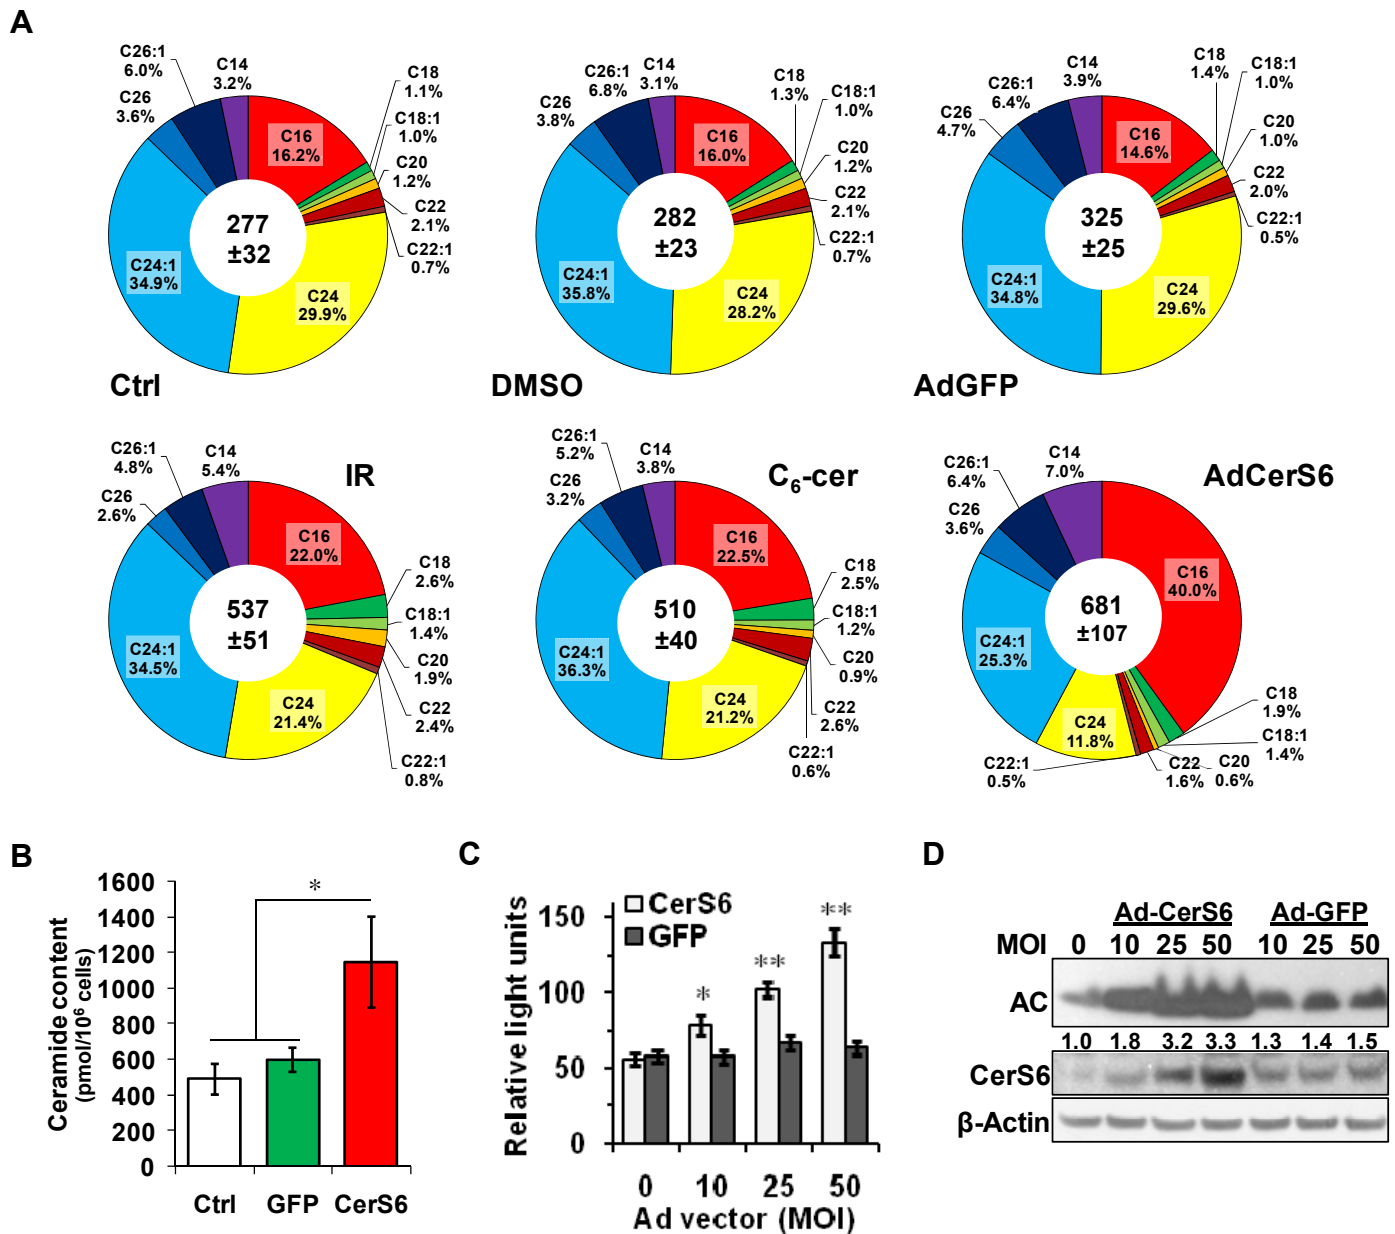 A
C26:1
6.0%
C26
3.6%
C14
3.2%
C18
1.1%
C18:1
1.0%
C20
1.2%
C22
2.1%
C22:1
0.7%
C16
16.2%
C24
29.9%
C24:1
34.9%
277
±32
Ctrl
C26:1
6.8%
C26
3.8%
C14
3.1%
C18
1.3%
C18:1
1.0%
C20
1.2%
C22
2.1%
C22:1
0.7%
C16
16.0%
C24
28.2%
C24:1
35.8%
282
±23
DMSO
C26:1
6.4%
C26
4.7%
C14
3.9%
C18
1.4%
C18:1
1.0%
C20
1.0%
C22
2.0%
C22:1
0.5%
C16
14.6%
C24
29.6%
C24:1
34.8%
325
±25
AdGFP
C26:1
4.8%
C26
2.6%
C14
5.4%
IR
C16
22.0%
C18
2.6%
C18:1
1.4%
C20
1.9%
C22
2.4%
C22:1
0.8%
C24
21.4%
C24:1
34.5%
537
±51
C26:1
5.2%
C26
3.2%
C14
3.8%
C₆-cer
C16
22.5%
C18
2.5%
C18:1
1.2%
C20
0.9%
C22
2.6%
C22:1
0.6%
C24
21.2%
C24:1
36.3%
510
±40
C26:1
6.4%
C26
3.6%
C14
7.0%
AdCerS6
C16
40.0%
C18
1.9%
C18:1
1.4%
C20
0.6%
C22
1.6%
C22:1
0.5%
C24
11.8%
C24:1
25.3%
681
±107
B
Ceramide content
(pmol/10⁶ cells)
1600
1400
1200
1000
800
600
400
200
0
*
Ctrl GFP CerS6
C
Relative light units
150
100
50
0
CerS6
GFP
*
**
**
0 10 25 50
Ad vector (MOI)
D
Ad-CerS6 Ad-GFP
MOI 0 10 25 50 10 25 50
AC
1.0 1.8 3.2 3.3 1.3 1.4 1.5
CerS6
β-Actin